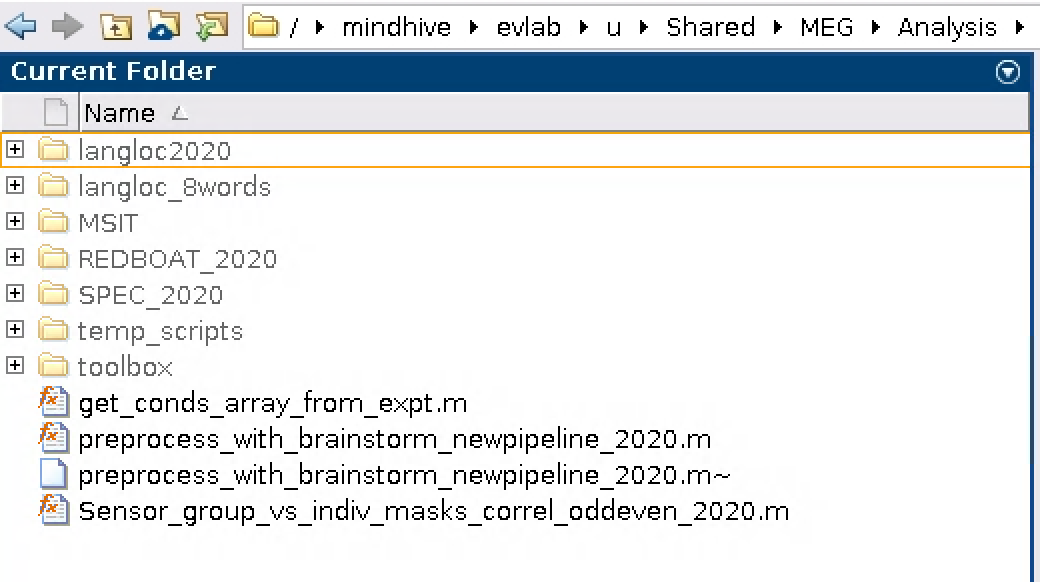 / ▸ mindhive ▸ evlab ▸ u ▸ Shared ▸ MEG ▸ Analysis ▸
Current Folder
Name
langloc2020
langloc_8words
MSIT
REDBOAT_2020
SPEC_2020
temp_scripts
toolbox
get_conds_array_from_expt.m
preprocess_with_brainstorm_newpipeline_2020.m
preprocess_with_brainstorm_newpipeline_2020.m~
Sensor_group_vs_indiv_masks_correl_oddeven_2020.m